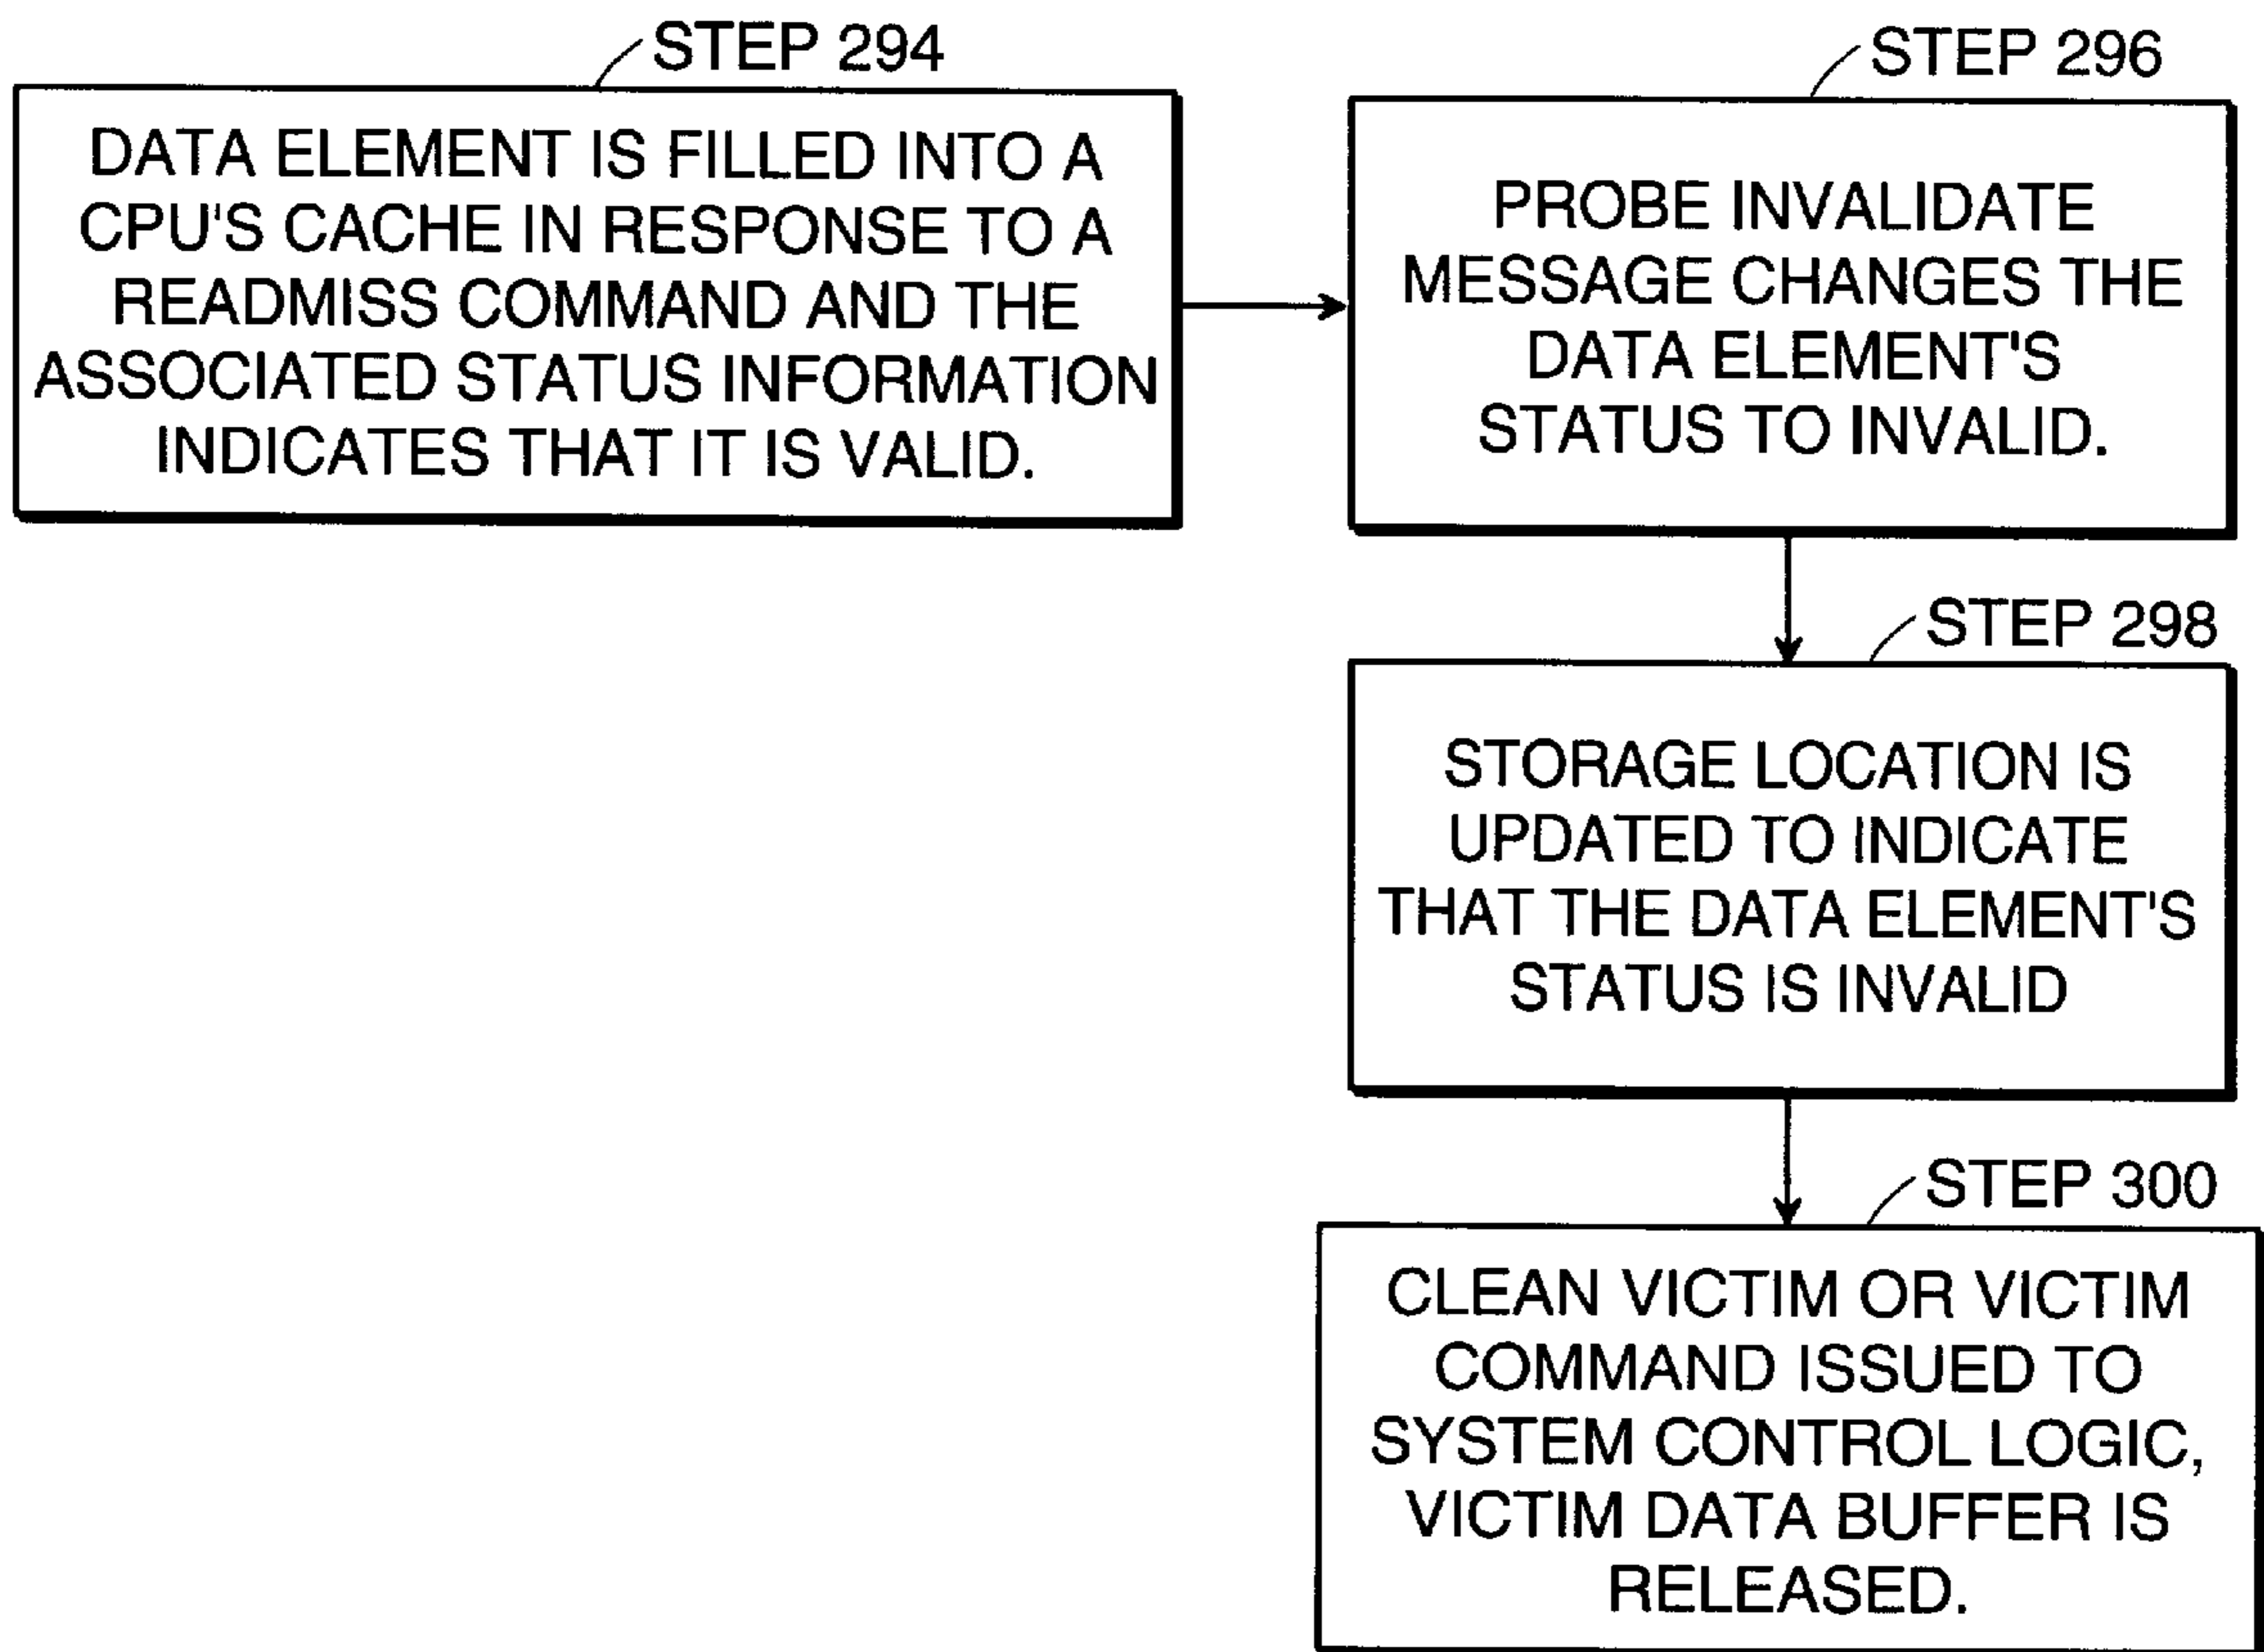 STEP 294
DATA ELEMENT IS FILLED INTO A
CPU'S CACHE IN RESPONSE TO A
READMISS COMMAND AND THE
ASSOCIATED STATUS INFORMATION
INDICATES THAT IT IS VALID.
STEP 296
PROBE INVALIDATE
MESSAGE CHANGES THE
DATA ELEMENT'S
STATUS TO INVALID.
STEP 298
STORAGE LOCATION IS
UPDATED TO INDICATE
THAT THE DATA ELEMENT'S
STATUS IS INVALID
STEP 300
CLEAN VICTIM OR VICTIM
COMMAND ISSUED TO
SYSTEM CONTROL LOGIC,
VICTIM DATA BUFFER IS
RELEASED.